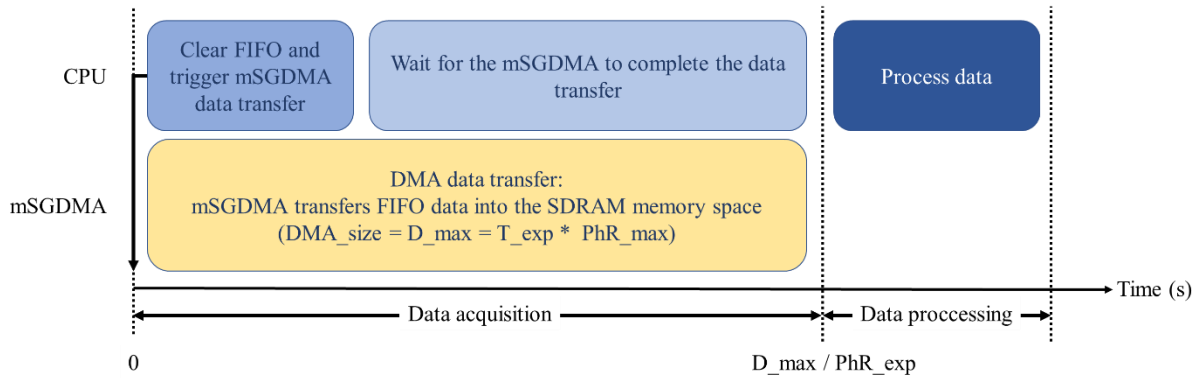 CPU
Clear FIFO and
trigger mSGDMA
data transfer
Wait for the mSGDMA to complete the data
transfer
Process data
mSGDMA
DMA data transfer:
mSGDMA transfers FIFO data into the SDRAM memory space
(DMA_size = D_max = T_exp * PhR_max)
Time (s)
Data acquisition
Data proccessing
0
D_max / PhR_exp